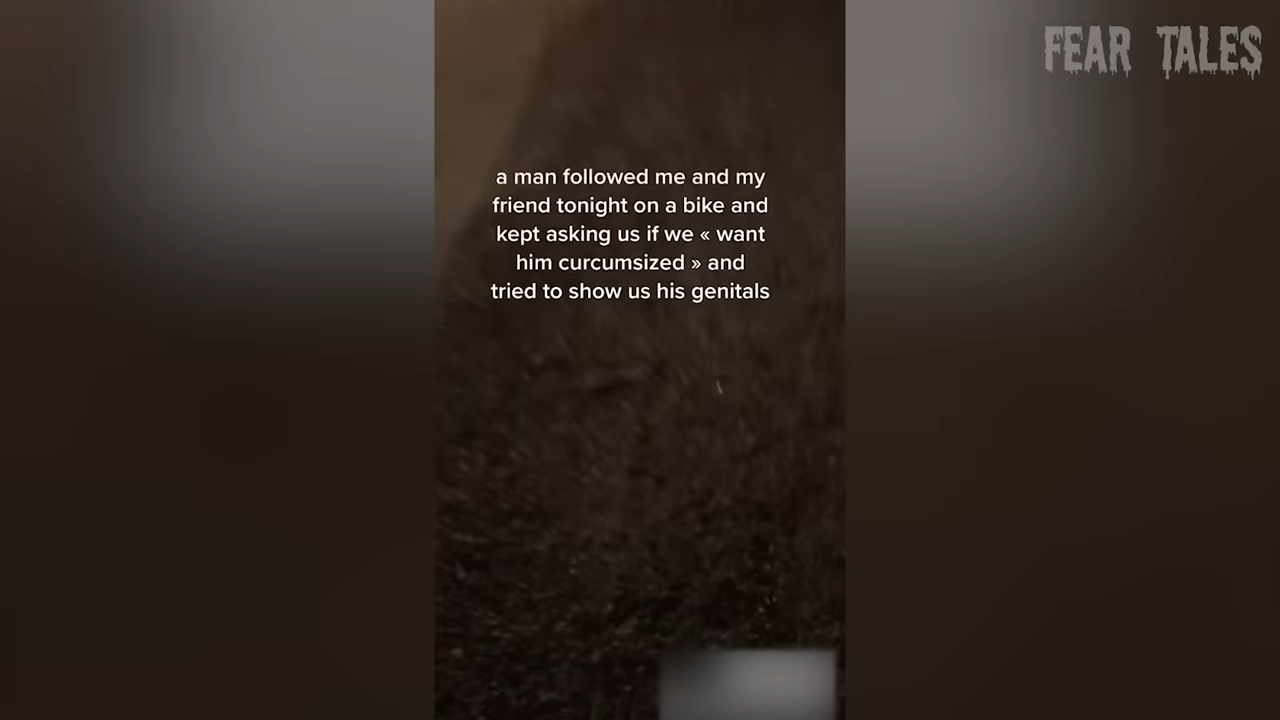 FEAR TALES
a man followed me and my
friend tonight on a bike and
kept asking us if we « want
him curcumsized » and
tried to show us his genitals